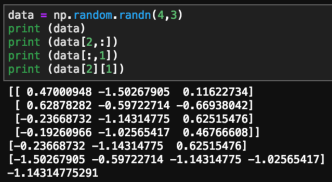 data = np.random.randn(4,3)
print (data)
print (data[2,:])
print (data[:,1])
print (data[2][1])
[[ 0.47000948 -1.50267905  0.11622734]
 [ 0.62878282 -0.59722714 -0.66938042]
 [-0.23668732 -1.14314775  0.62515476]
 [-0.19260966 -1.02565417  0.46766608]]
[-0.23668732 -1.14314775  0.62515476]
[-1.50267905 -0.59722714 -1.14314775 -1.02565417]
-1.14314775291